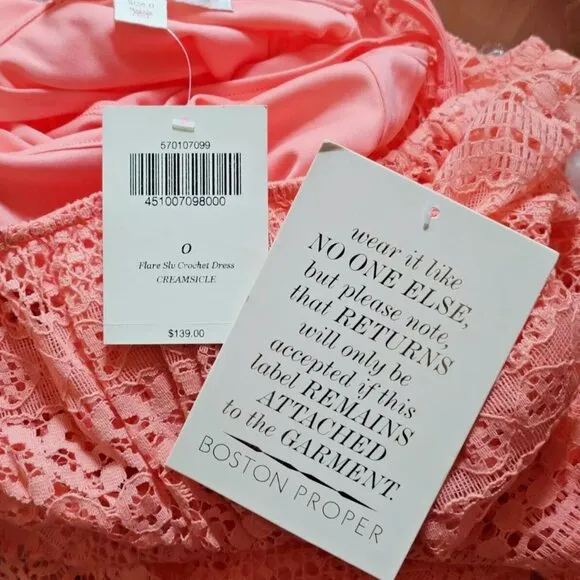 570107099
451007098000
0
Flare Slv Crochet Dress
CREAMSICLE
$139.00
wear it like
NO ONE ELSE,
but please note,
that RETURNS
will only be
accepted if this
label REMAINS
ATTACHED
to the GARMENT.
BOSTON PROPER